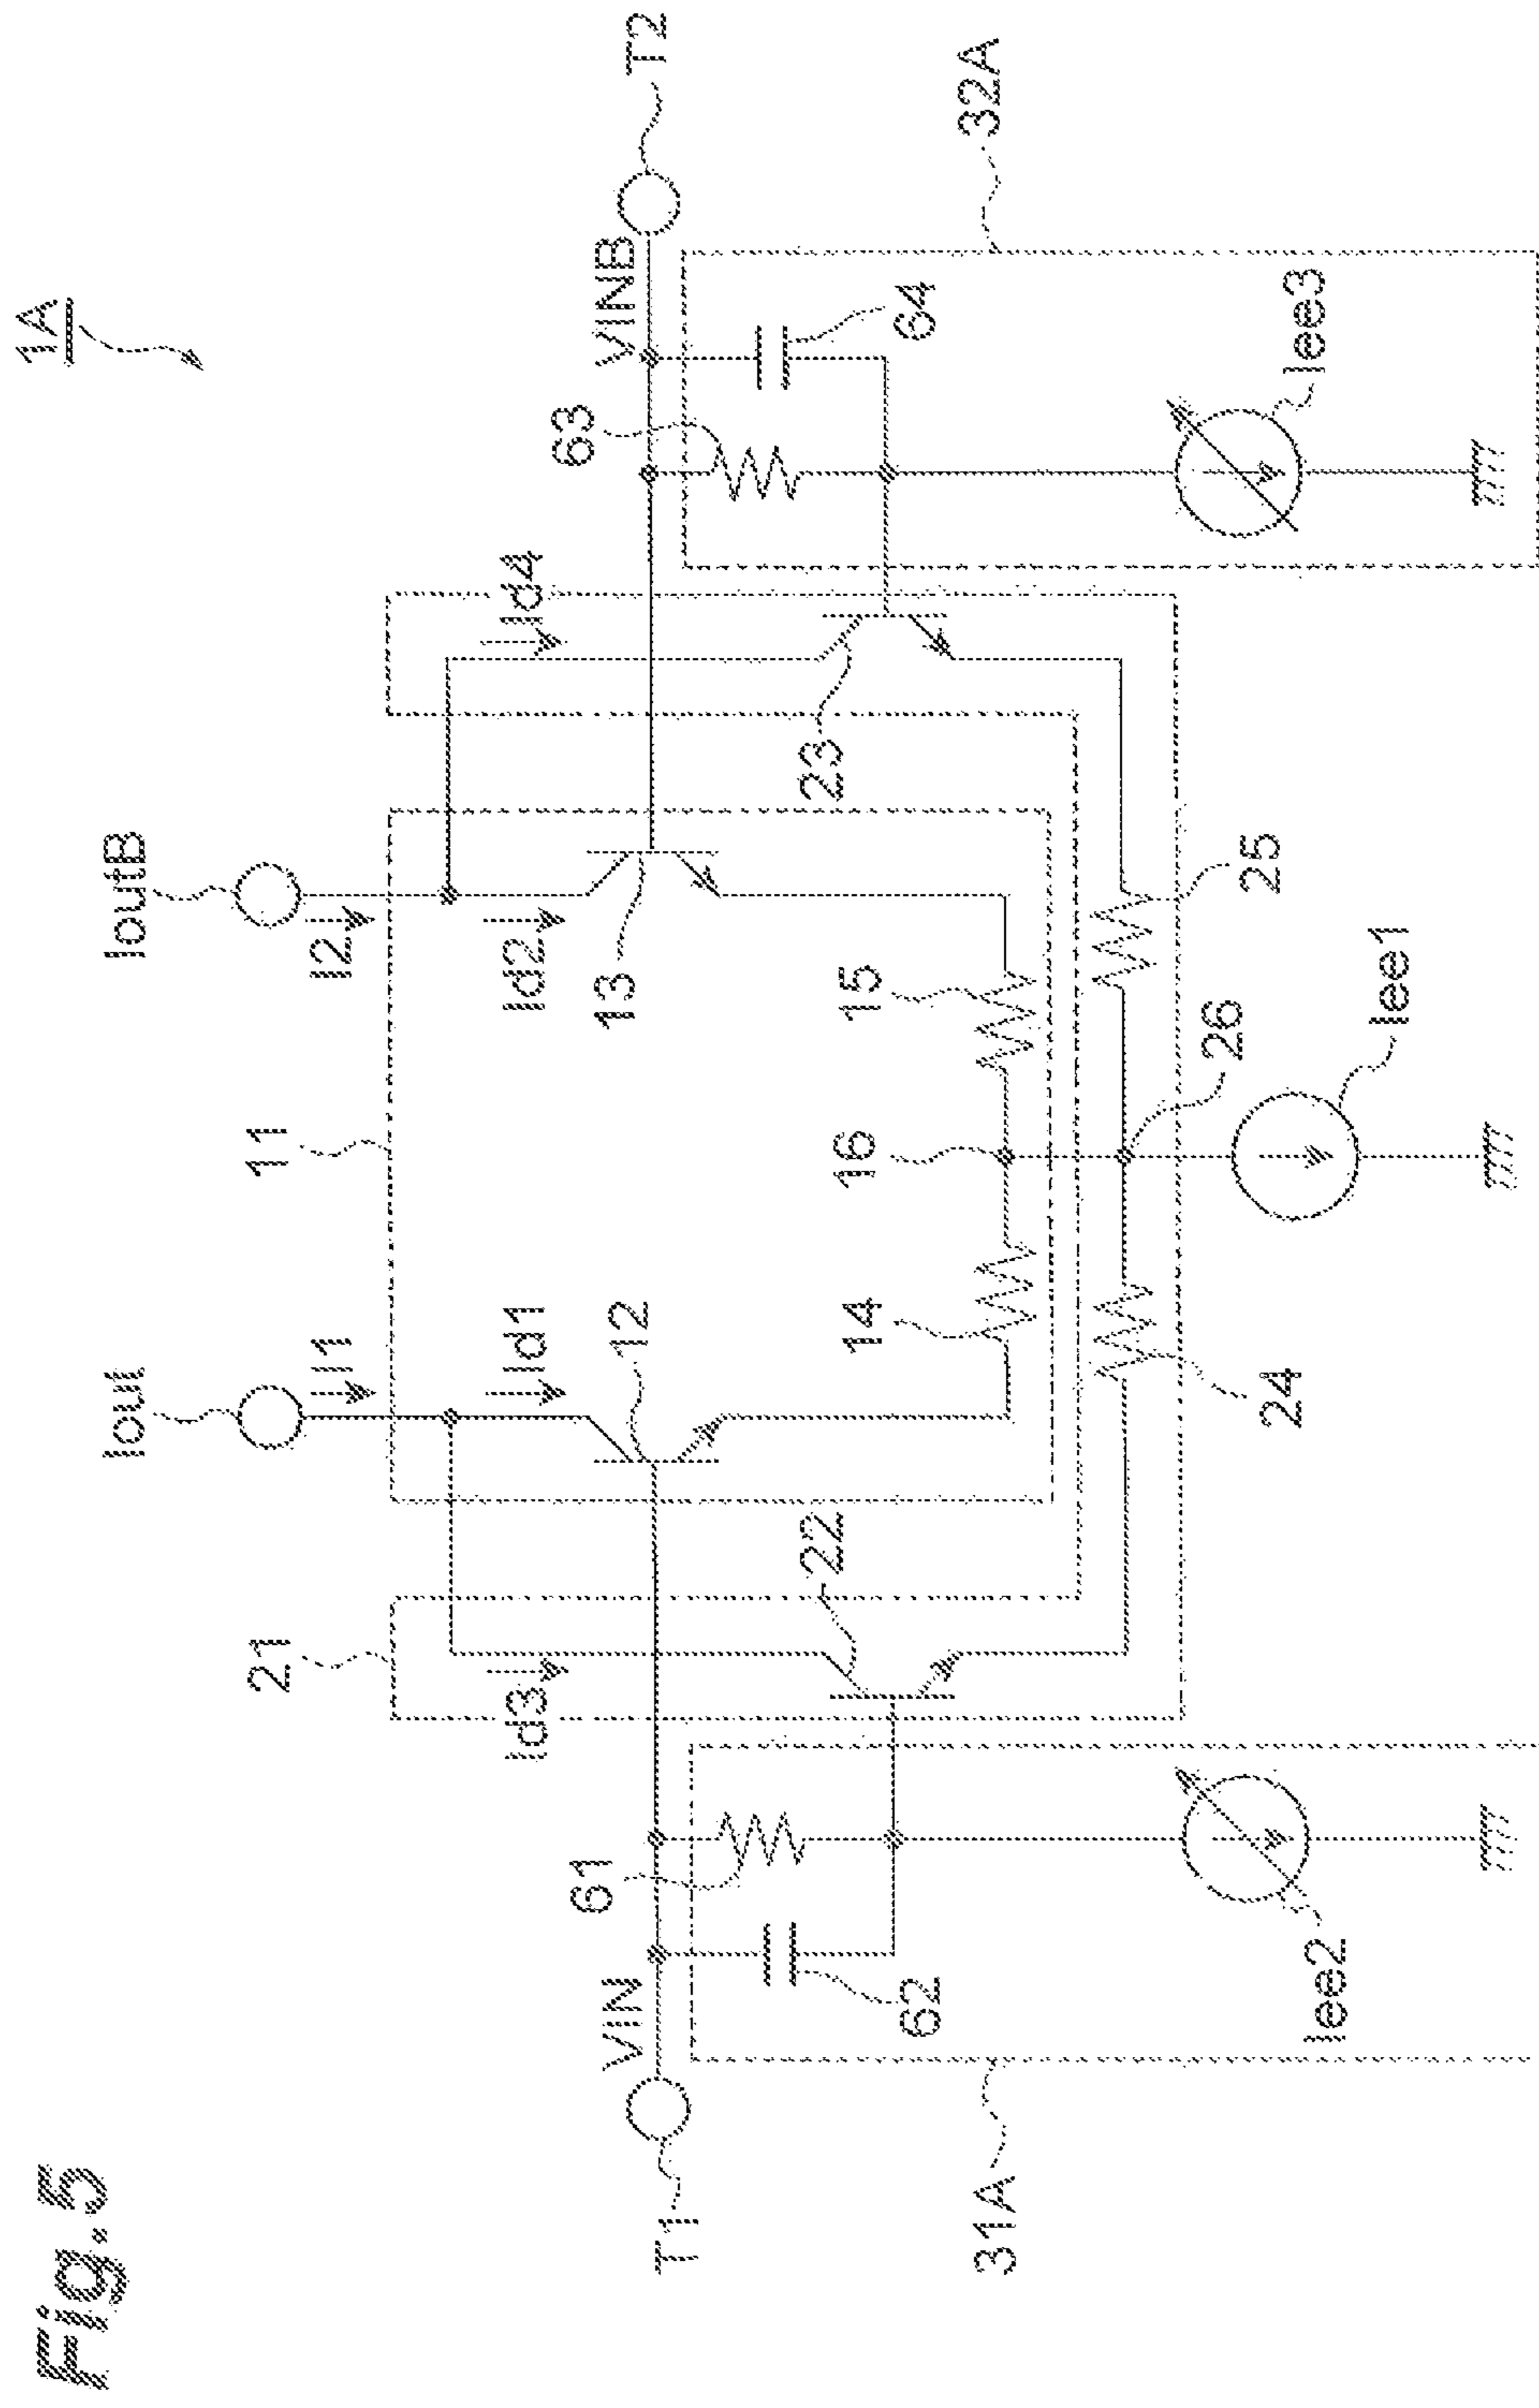 Fig.5
1A
Iout
IoutB
I1
I2
11
21
Id3
Id1
Id2
Id4
T1
VIN
VINB
T2
61
12
13
63
62
22
23
64
14
16
15
31A
32A
24
26
25
Iee2
Iee1
Iee3